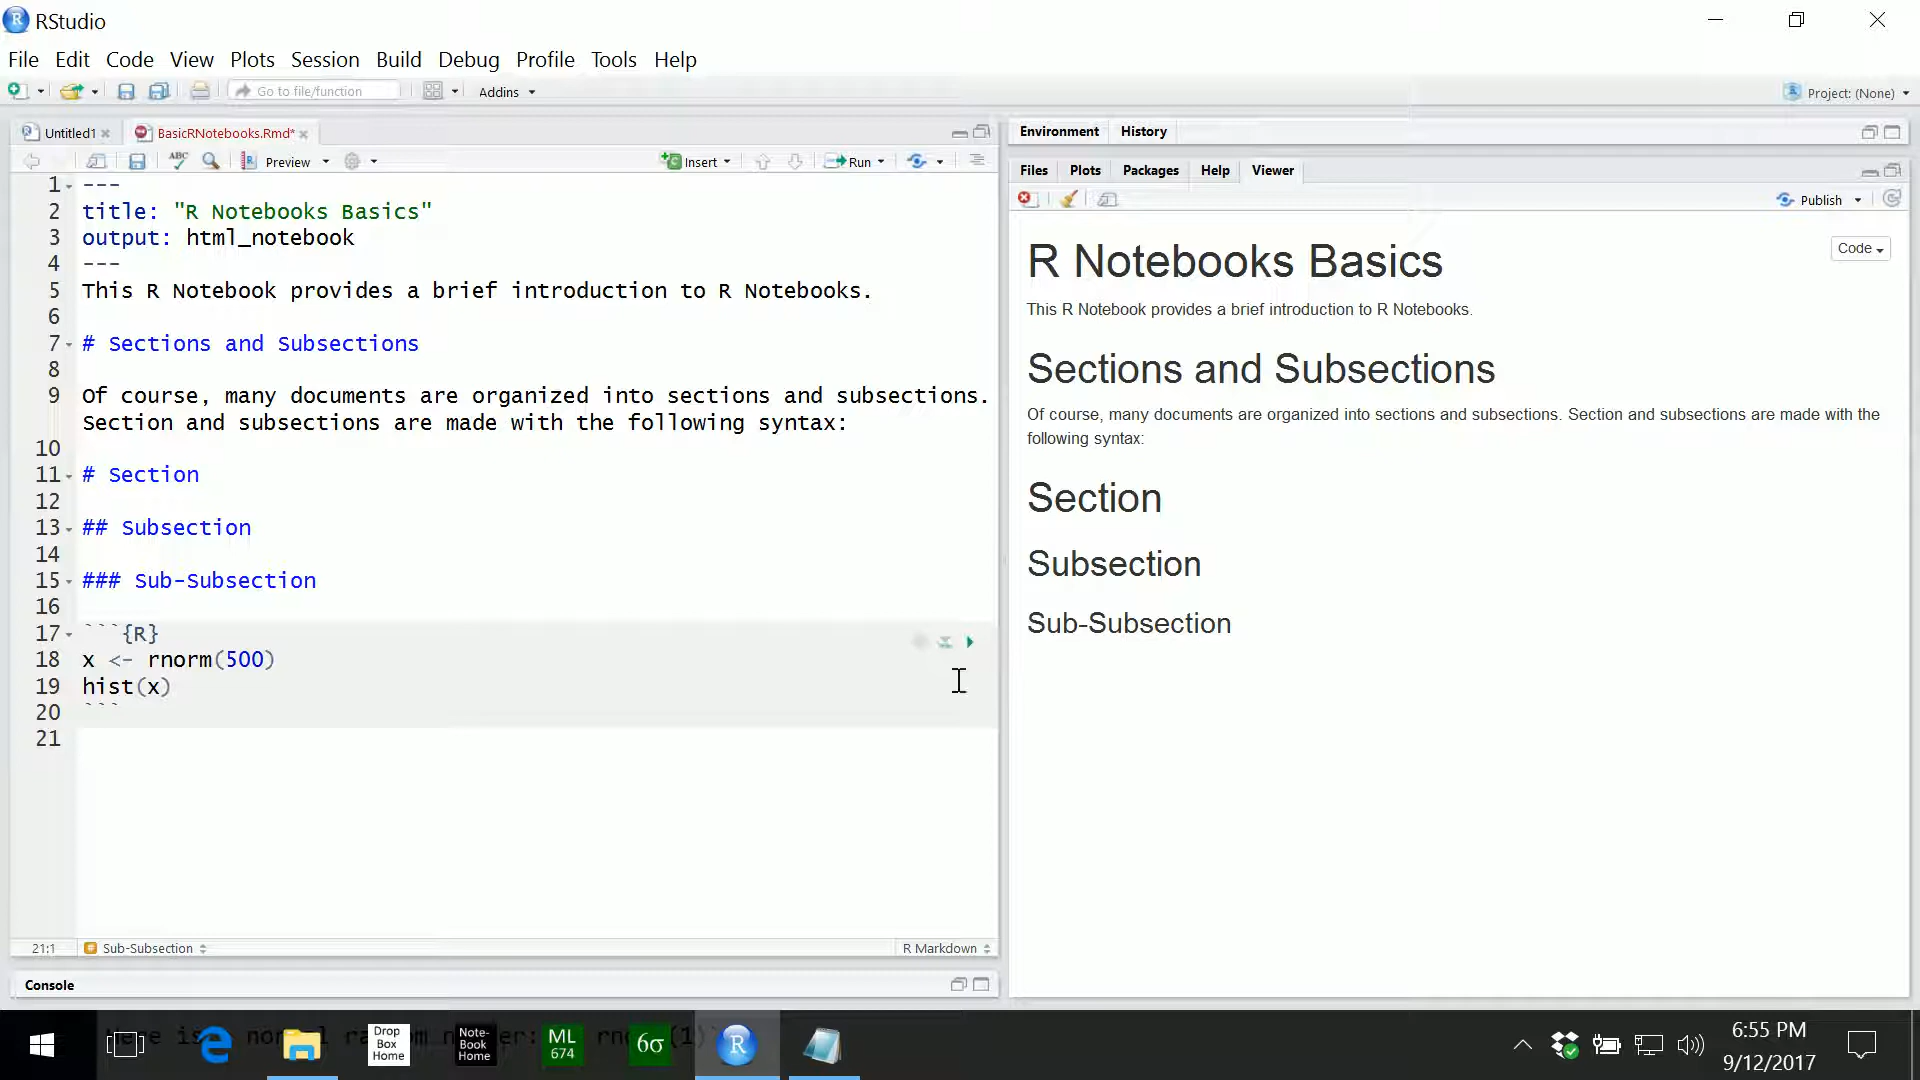 RStudio
File Edit Code View Plots Session Build Debug Profile Tools Help
Go to file/function
Addins
Project: (None)
Untitled1
BasicRNotebooks.Rmd*
ABC
Preview
Insert
Run
1 ---
2 title: "R Notebooks Basics"
3 output: html_notebook
4 ---
5 This R Notebook provides a brief introduction to R Notebooks.
6
7 # Sections and Subsections
8
9 Of course, many documents are organized into sections and subsections.
Section and subsections are made with the following syntax:
10
11 # Section
12
13 ## Subsection
14
15 ### Sub-Subsection
16
17 ```{R}
18 x <- rnorm(500)
19 hist(x)
20 ```
21
21:1 Sub-Subsection R Markdown
Console
Environment History
Files Plots Packages Help Viewer
Publish
Code
R Notebooks Basics
This R Notebook provides a brief introduction to R Notebooks.
Sections and Subsections
Of course, many documents are organized into sections and subsections. Section and subsections are made with the
following syntax:
Section
Subsection
Sub-Subsection
Drop
Box
Home
Note-
Book
Home
ML
674
6σ
R
6:55 PM
9/12/2017